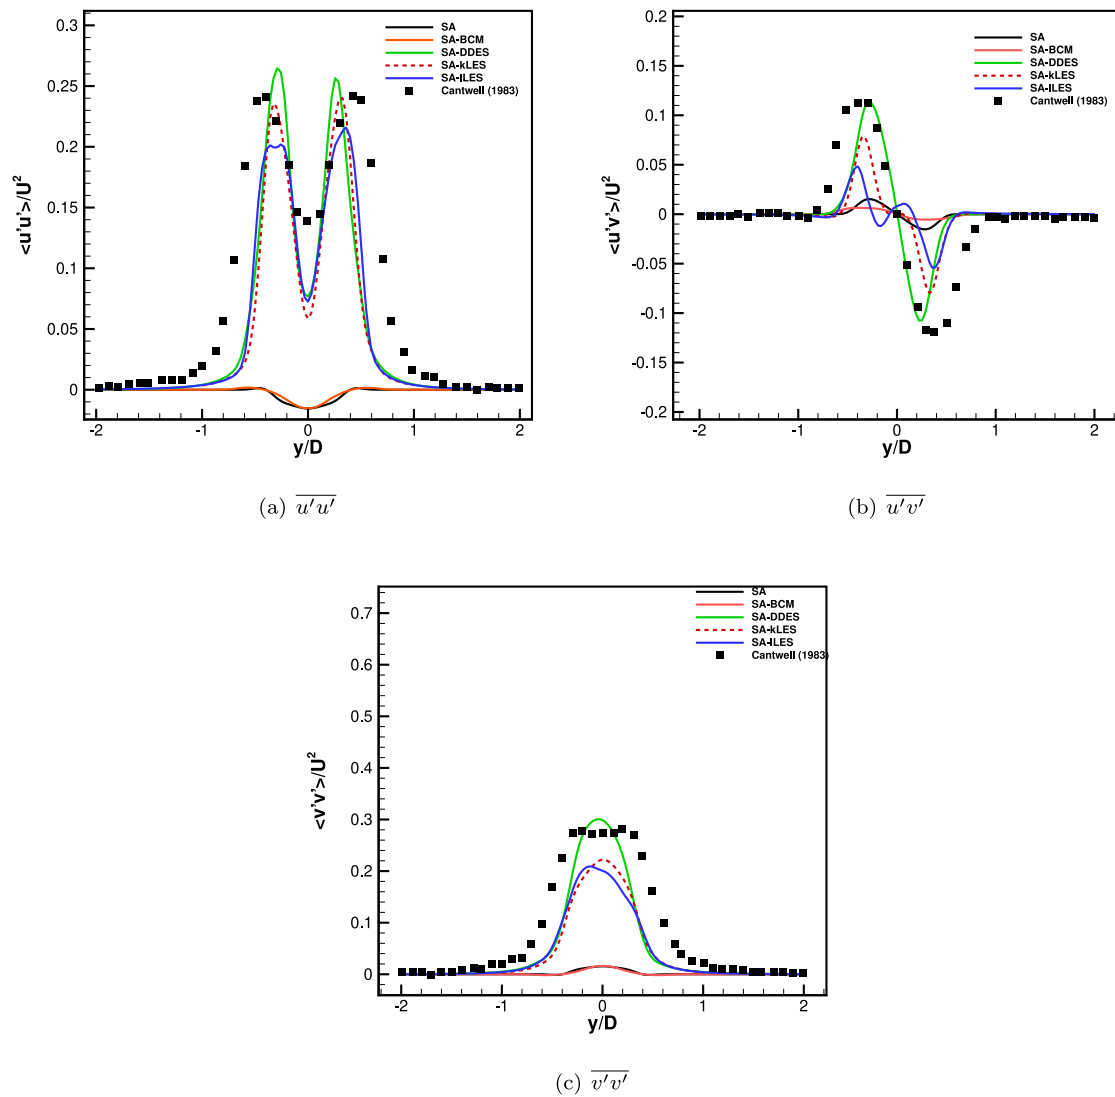 0.3
0.25
0.2
0.15
0.1
0.05
0
<u'u'>/U²
-2 -1 0 1 2
y/D
SA
SA-BCM
SA-DDES
SA-kLES
SA-ILES
Cantwell (1983)
(a) u'u'
0.2
0.15
0.1
0.05
0
-0.05
-0.1
-0.15
-0.2
<u'v'>/U²
-2 -1 0 1 2
y/D
SA
SA-BCM
SA-DDES
SA-kLES
SA-ILES
Cantwell (1983)
(b) u'v'
0.7
0.6
0.5
0.4
0.3
0.2
0.1
0
<v'v'>/U²
-2 -1 0 1 2
y/D
SA
SA-BCM
SA-DDES
SA-kLES
SA-ILES
Cantwell (1983)
(c) v'v'